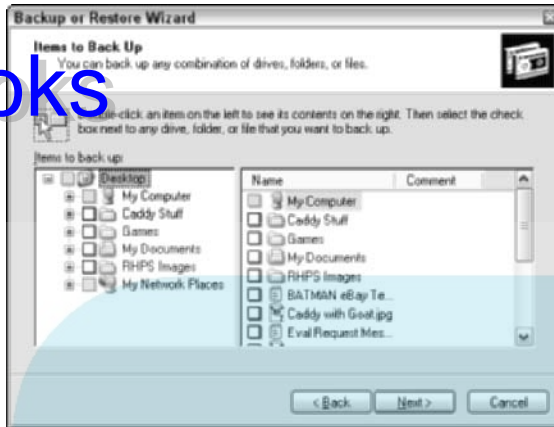 Backup or Restore Wizard
Items to Back Up
You can back up any combination of drives, folders, or files.
oks
-click an item on the left to see its contents on the right. Then select the check
box next to any drive, folder, or file that you want to back up.
Items to back up:
Desktop
My Computer
Caddy Stuff
Games
My Documents
RHPS Images
My Network Places
Name Comment
My Computer
Caddy Stuff
Games
My Documents
RHPS Images
BATMAN eBay Te...
Caddy with Goat.jpg
Eval Request Mes...
< Back Next > Cancel